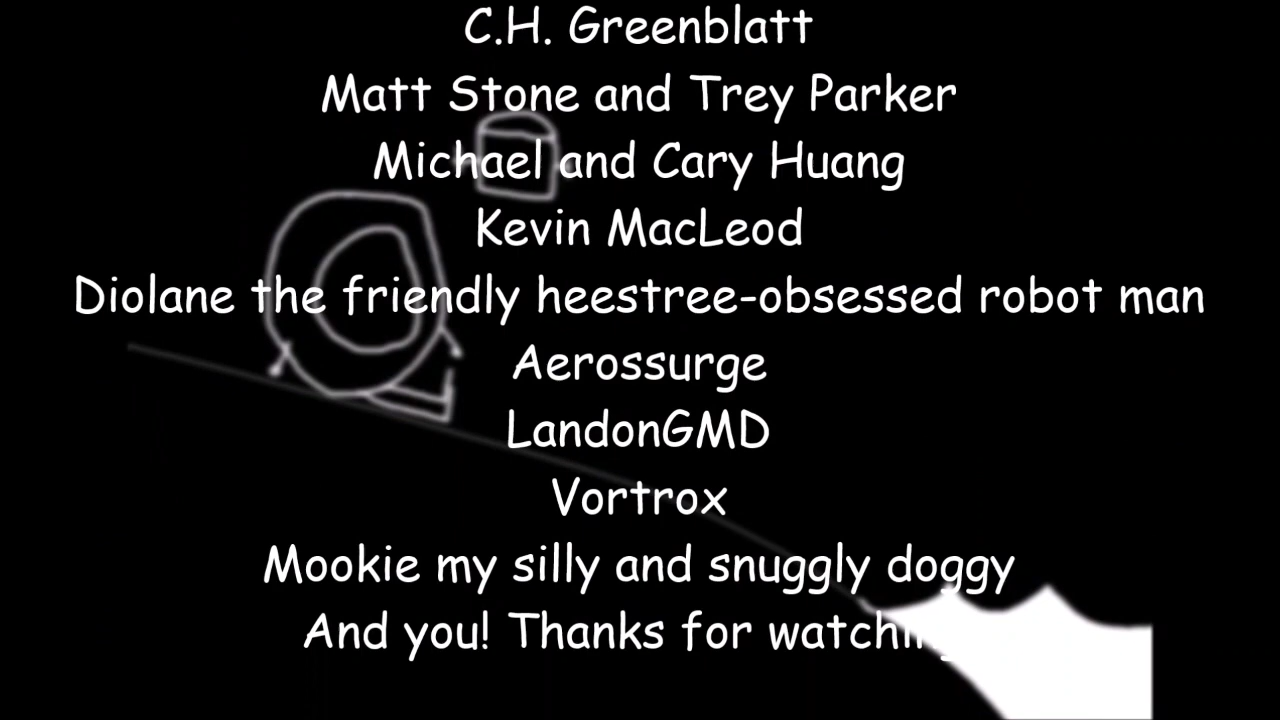 C.H. Greenblatt
Matt Stone and Trey Parker
Michael and Cary Huang
Kevin MacLeod
Diolane the friendly heestree-obsessed robot man
Aerossurge
LandonGMD
Vortrox
Mookie my silly and snuggly doggy
And you! Thanks for watching